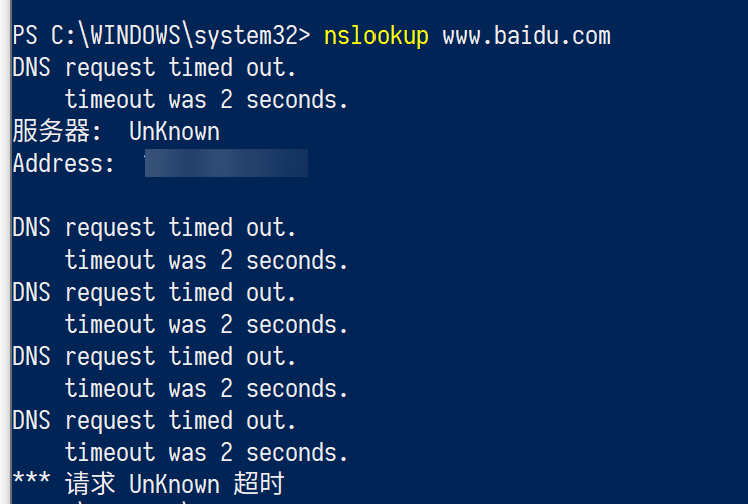 PS C:\WINDOWS\system32> nslookup www.baidu.com
DNS request timed out.
    timeout was 2 seconds.
服务器:  UnKnown
Address:

DNS request timed out.
    timeout was 2 seconds.
DNS request timed out.
    timeout was 2 seconds.
DNS request timed out.
    timeout was 2 seconds.
DNS request timed out.
    timeout was 2 seconds.
*** 请求 UnKnown 超时